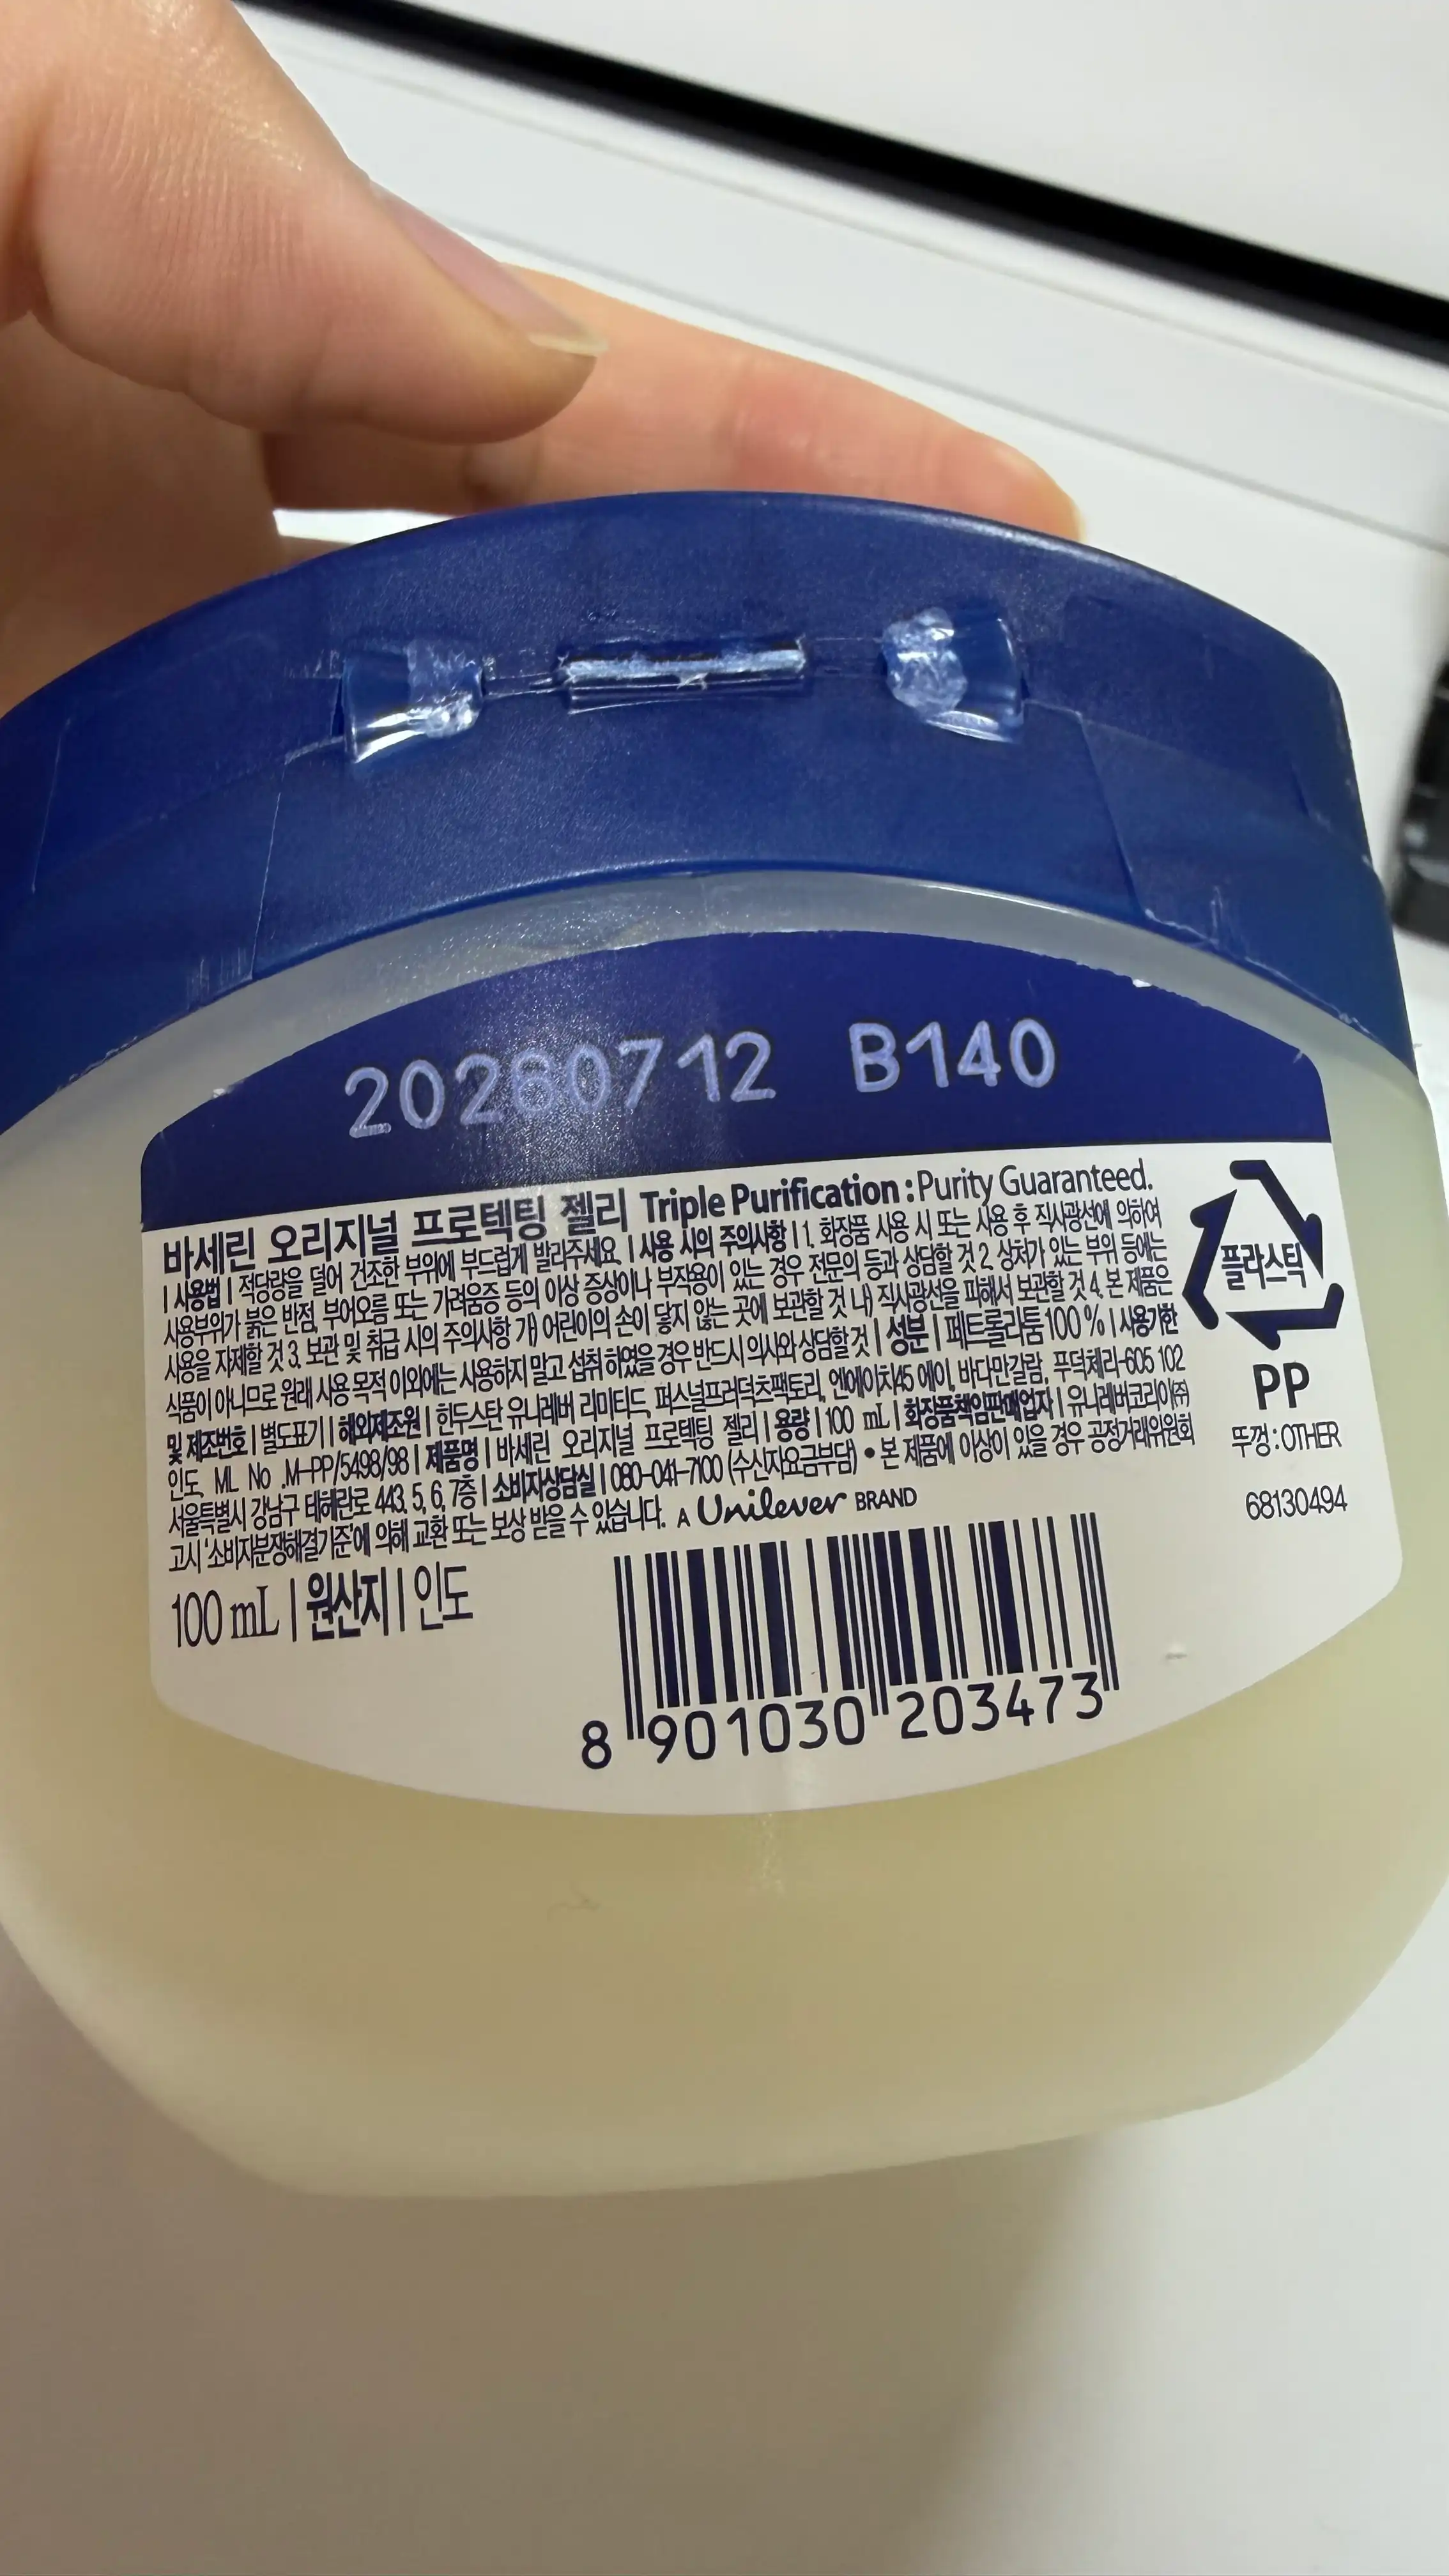 20280712 B140
바세린 오리지널 프로텍팅 젤리 Triple Purification : Purity Guaranteed.
| 사용법 | 적당량을 덜어 건조한 부위에 부드럽게 발라주세요. | 사용 시의 주의사항 | 1. 화장품 사용 시 또는 사용 후 직사광선에 의하여
사용부위가 붉은 반점, 부어오름 또는 가려움증 등의 이상 증상이나 부작용이 있는 경우 전문의 등과 상담할 것 2. 상처가 있는 부위 등에는
사용을 자제할 것 3. 보관 및 취급 시의 주의사항 가) 어린이의 손이 닿지 않는 곳에 보관할 것 나) 직사광선을 피해서 보관할 것 4. 본 제품은
식품이 아니므로 원래 사용 목적 이외에는 사용하지 말고 섭취 하였을 경우 반드시 의사와 상담할 것 | 성분 | 페트롤라툼 100 % | 사용기한
및 제조번호 | 별도표기 | 해외제조원 | 힌두스탄 유니레버 리미티드, 퍼스널프러덕츠팩토리, 엔에이치45 에이, 바다만갈람, 푸덕체리-605 102
인도, ML No .M-PP/5498/98 | 제품명 | 바세린 오리지널 프로텍팅 젤리 | 용량 | 100 mL | 화장품책임판매업자 | 유니레버코리아㈜
서울특별시 강남구 테헤란로 443, 5, 6, 7층 | 소비자상담실 | 080-041-7100 (수신자요금부담) • 본 제품에 이상이 있을 경우 공정거래위원회
고시 '소비자분쟁해결기준'에 의해 교환 또는 보상 받을 수 있습니다. A Unilever BRAND
100 mL | 원산지 | 인도
8 901030 203473
플라스틱
PP
뚜껑 : OTHER
68130494